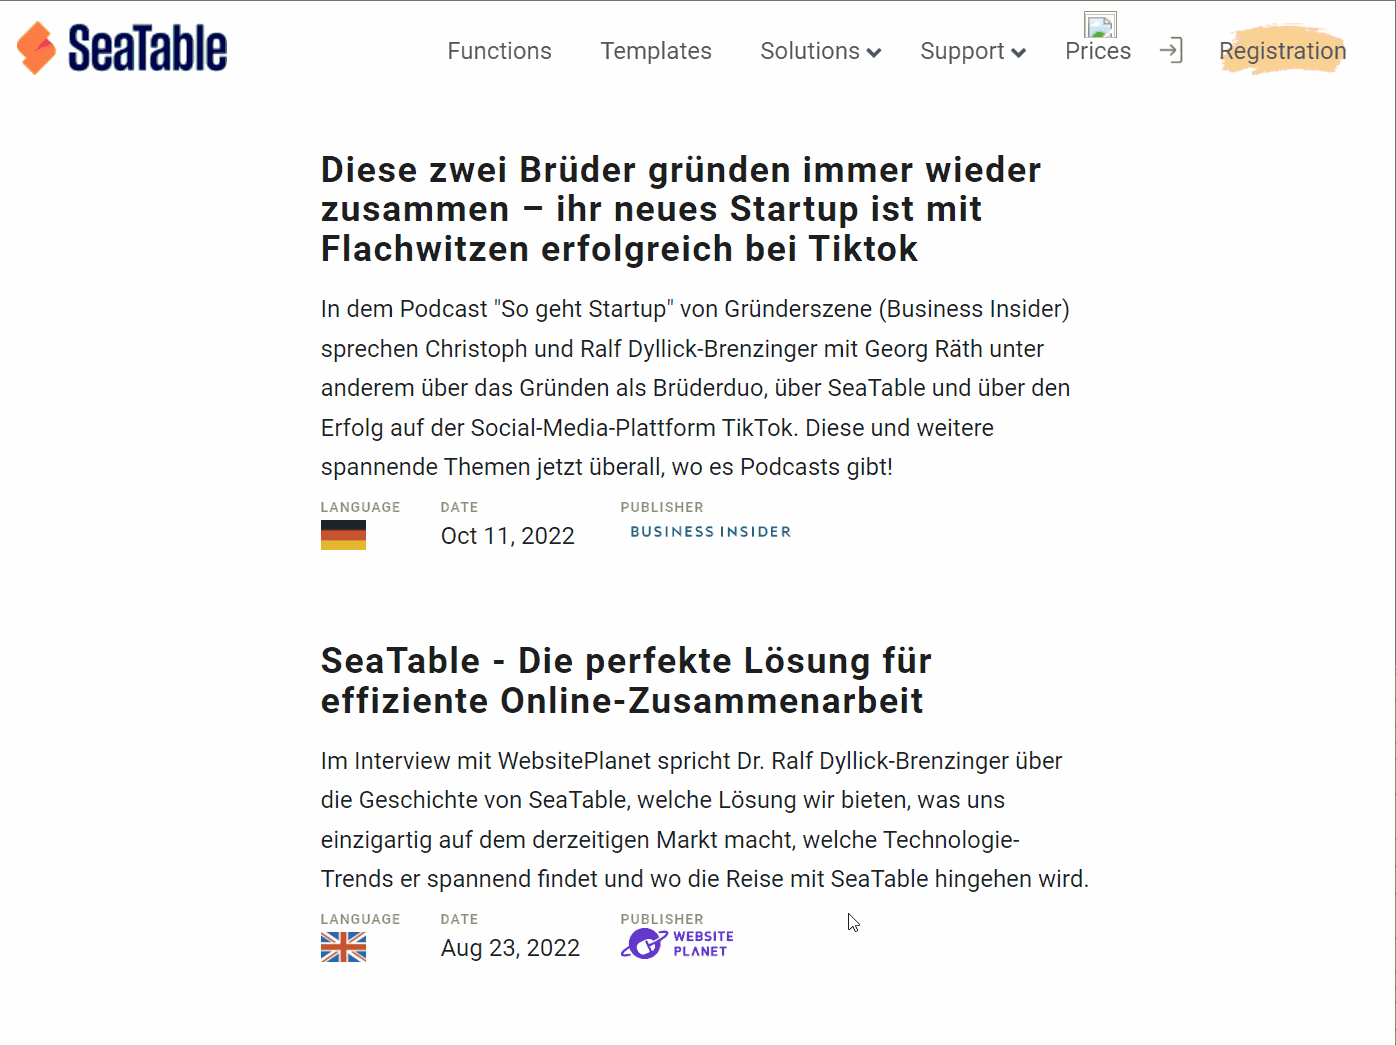 SeaTable
Functions
Templates
Solutions
Support
Prices
Registration
Diese zwei Brüder gründen immer wieder
zusammen – ihr neues Startup ist mit
Flachwitzen erfolgreich bei Tiktok
In dem Podcast "So geht Startup" von Gründerszene (Business Insider)
sprechen Christoph und Ralf Dyllick-Brenzinger mit Georg Räth unter
anderem über das Gründen als Brüderduo, über SeaTable und über den
Erfolg auf der Social-Media-Plattform TikTok. Diese und weitere
spannende Themen jetzt überall, wo es Podcasts gibt!
LANGUAGE
DATE
PUBLISHER
Oct 11, 2022
BUSINESS INSIDER
SeaTable - Die perfekte Lösung für
effiziente Online-Zusammenarbeit
Im Interview mit WebsitePlanet spricht Dr. Ralf Dyllick-Brenzinger über
die Geschichte von SeaTable, welche Lösung wir bieten, was uns
einzigartig auf dem derzeitigen Markt macht, welche Technologie-
Trends er spannend findet und wo die Reise mit SeaTable hingehen wird.
LANGUAGE
DATE
PUBLISHER
Aug 23, 2022
WEBSITE
PLANET